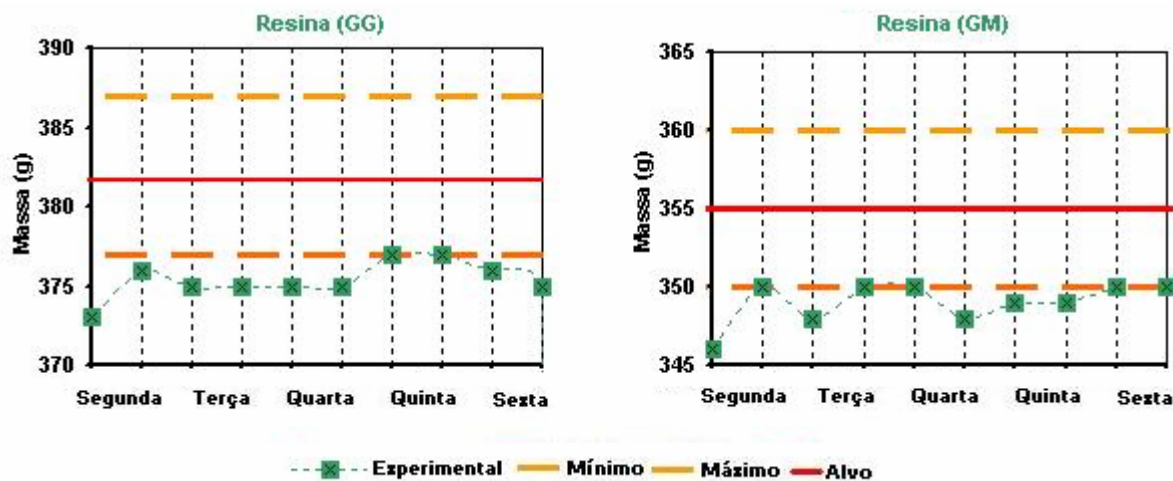 Resina (GG)
Massa (g)
390
385
380
375
370
Segunda Terça Quarta Quinta Sexta
Resina (GM)
Massa (g)
365
360
355
350
345
Segunda Terça Quarta Quinta Sexta
Experimental Mínimo Máximo Alvo